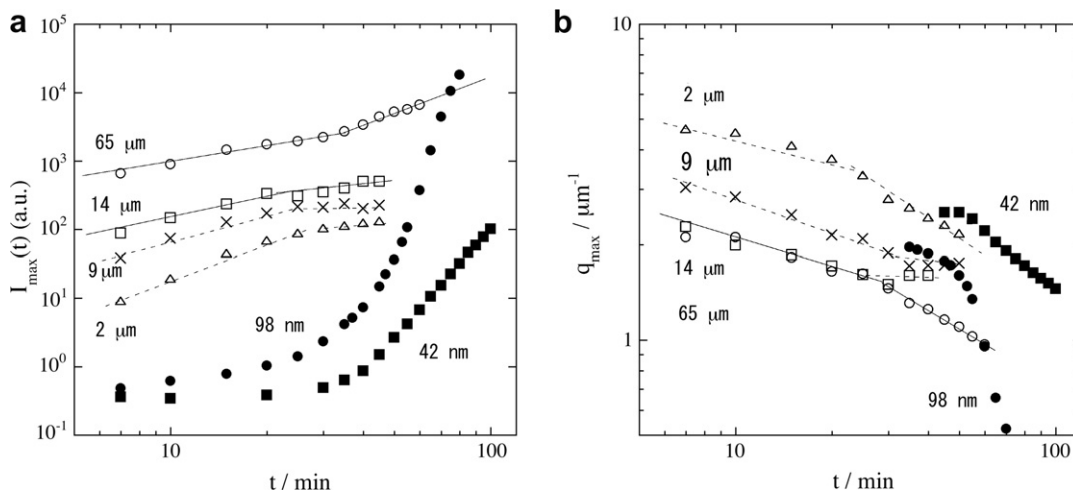 a
I_max(t) (a.u.)
10^5
10^4
10^3
10^2
10^1
10^0
10^-1
65 μm
14 μm
9 μm
2 μm
98 nm
42 nm
10
100
t / min
b
q_max / μm^-1
10
1
2 μm
9 μm
42 nm
14 μm
65 μm
98 nm
10
100
t / min